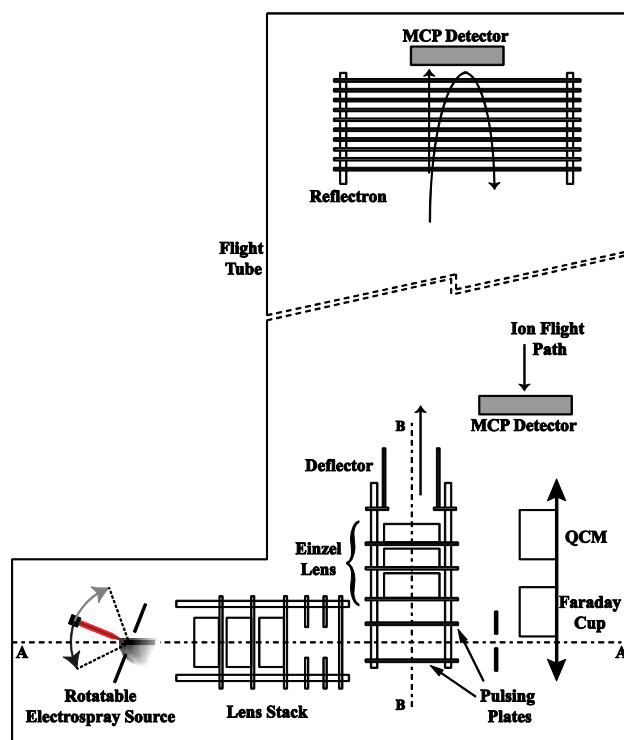 MCP Detector
Reflectron
Flight
Tube
Ion Flight
Path
MCP Detector
B
Deflector
Einzel
Lens
QCM
Faraday
Cup
A
A
Rotatable
Electrospray Source
Lens Stack
B
Pulsing
Plates